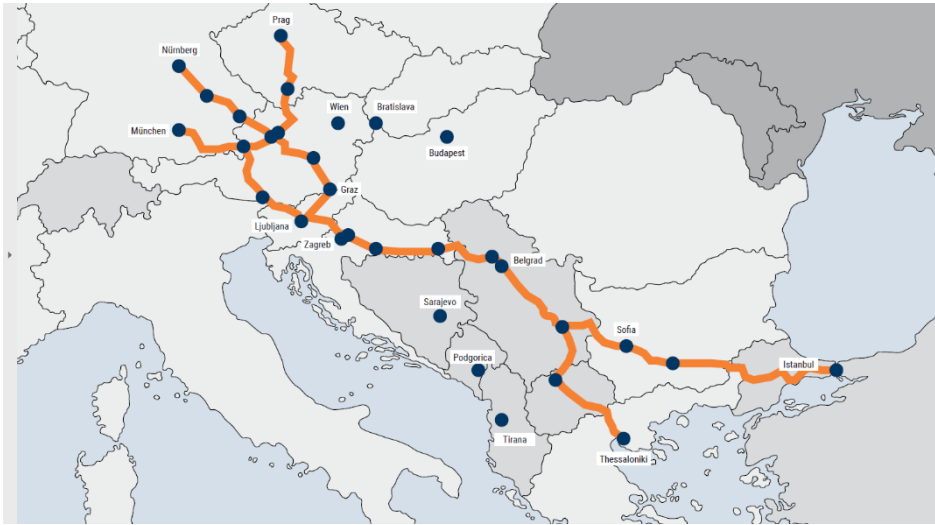 Prag
Nürnberg
Wien
Bratislava
München
Budapest
Graz
Ljubljana
Zagreb
Belgrad
Sarajevo
Sofia
Podgorica
Istanbul
Tirana
Thessaloniki